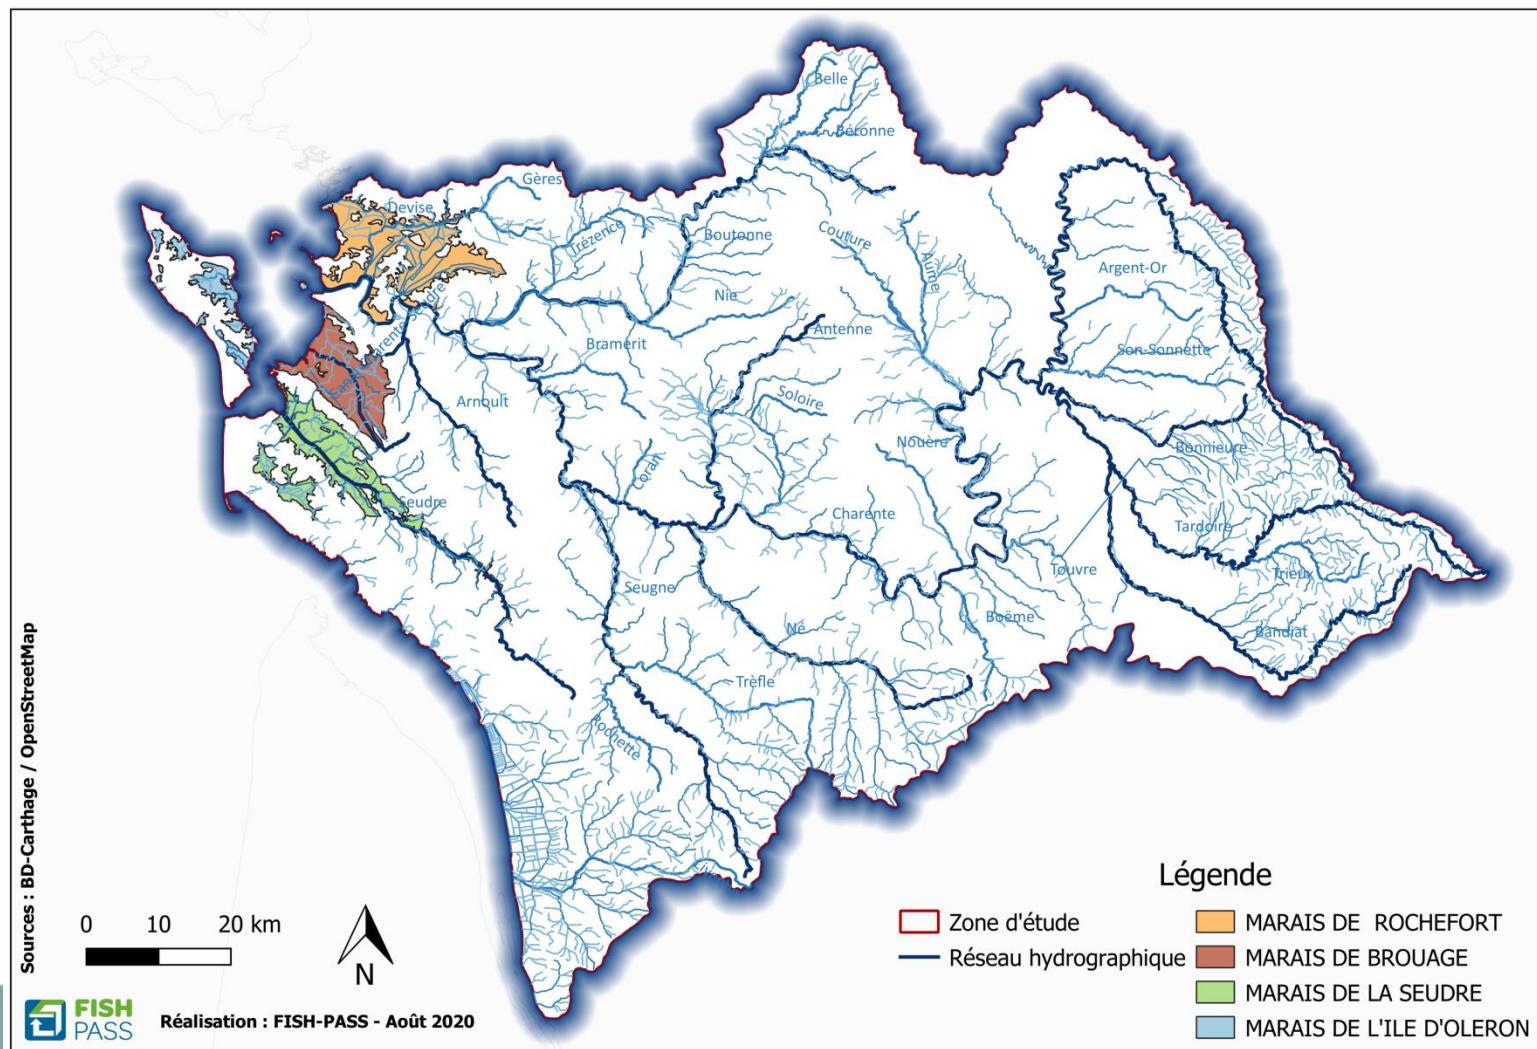 Belle
Béronne
Gères
Devise
Trézence
Boutonne
Couture
Aume
Argent-Or
Nie
Antenne
Bramerit
Son-Sonnette
Arnoult
Soloire
Nouère
Bonnieure
Coran
Seudre
Charente
Tardoire
Touvre
Trieux
Seugne
Boëme
Né
Bandiat
Trèfle
Rochette
Légende
Zone d'étude
Réseau hydrographique
MARAIS DE ROCHEFORT
MARAIS DE BROUAGE
MARAIS DE LA SEUDRE
MARAIS DE L'ILE D'OLERON
0 10 20 km
N
Sources : BD-Carthage / OpenStreetMap
FISH
PASS
Réalisation : FISH-PASS - Août 2020